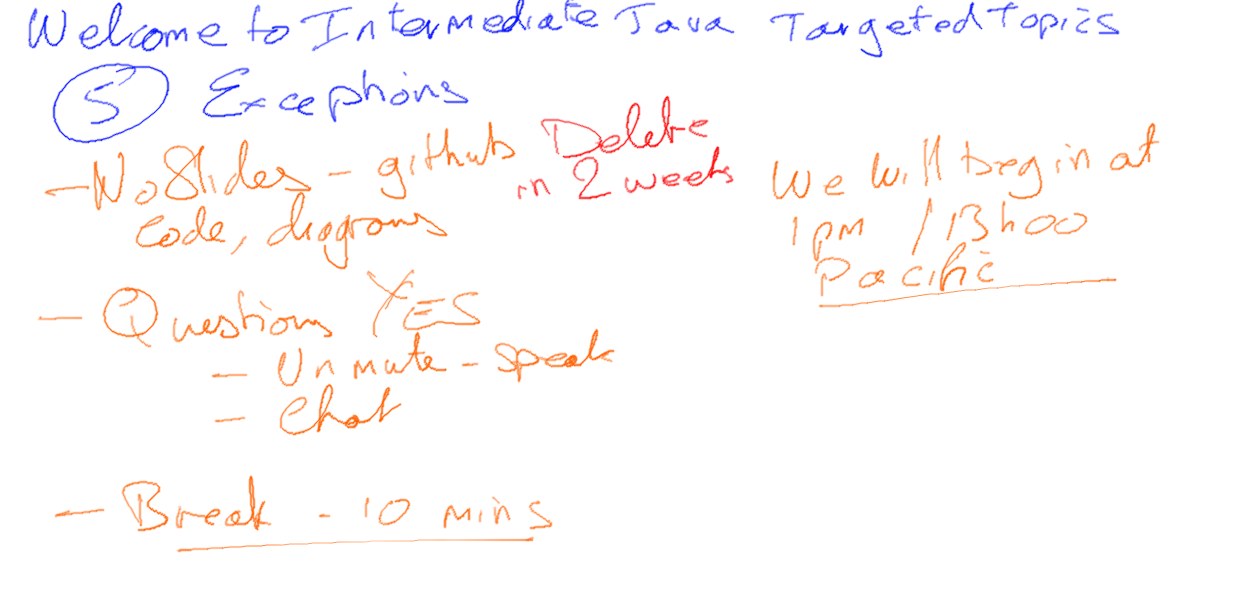 Welcome to Intermediate Java Targeted Topics
5 Exceptions
- No Slides - github
code, diagrams
Delete
in 2 weeks
We will begin at
1pm / 13h00
Pacific
- Questions YES
- Unmute - speak
- Chat
- Break - 10 mins